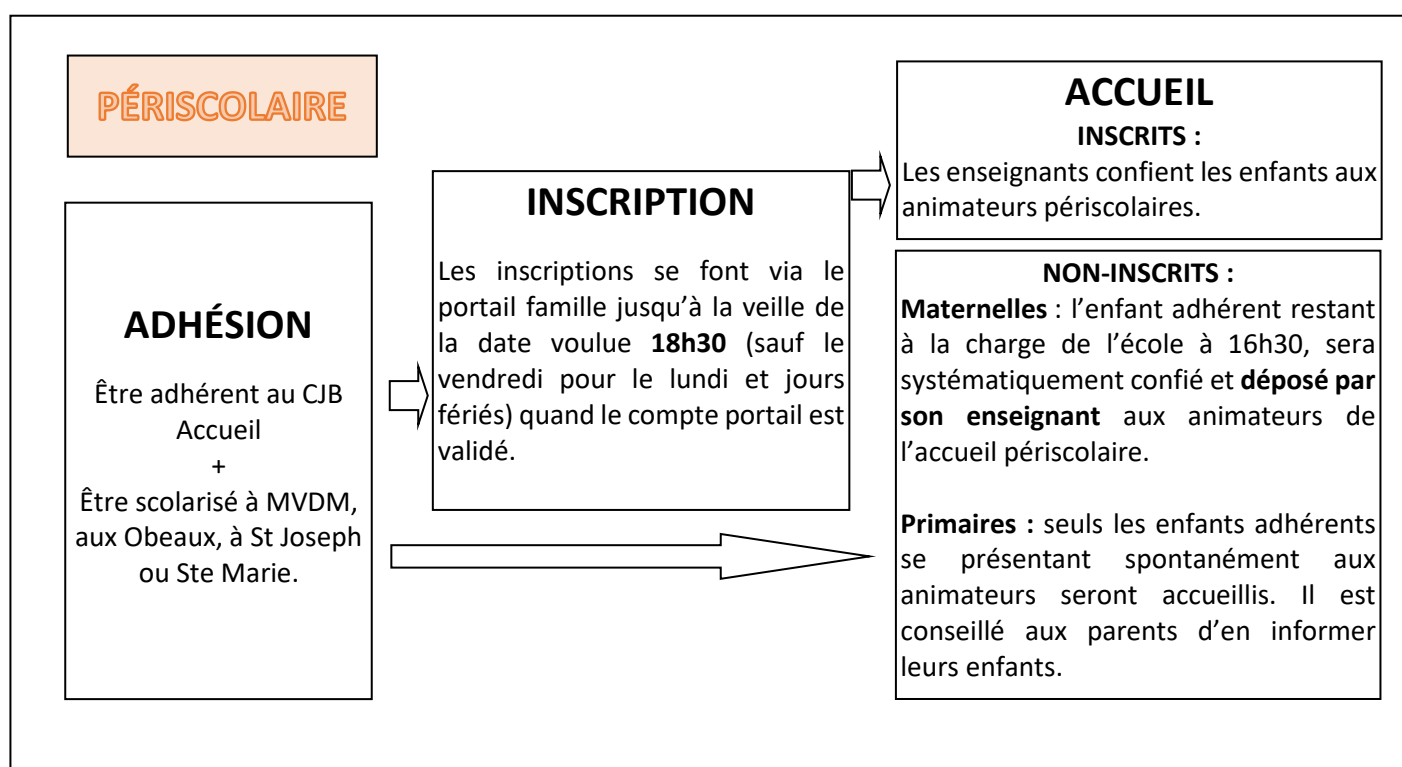 PÉRISCOLAIRE
ADHÉSION
Être adhérent au CJB
Accueil
+
Être scolarisé à MVDM,
aux Obeaux, à St Joseph
ou Ste Marie.
INSCRIPTION
Les inscriptions se font via le
portail famille jusqu’à la veille de
la date voulue 18h30 (sauf le
vendredi pour le lundi et jours
fériés) quand le compte portail est
validé.
ACCUEIL
INSCRITS :
Les enseignants confient les enfants aux
animateurs périscolaires.
NON-INSCRITS :
Maternelles : l’enfant adhérent restant
à la charge de l’école à 16h30, sera
systématiquement confié et déposé par
son enseignant aux animateurs de
l’accueil périscolaire.
Primaires : seuls les enfants adhérents
se présentant spontanément aux
animateurs seront accueillis. Il est
conseillé aux parents d’en informer
leurs enfants.